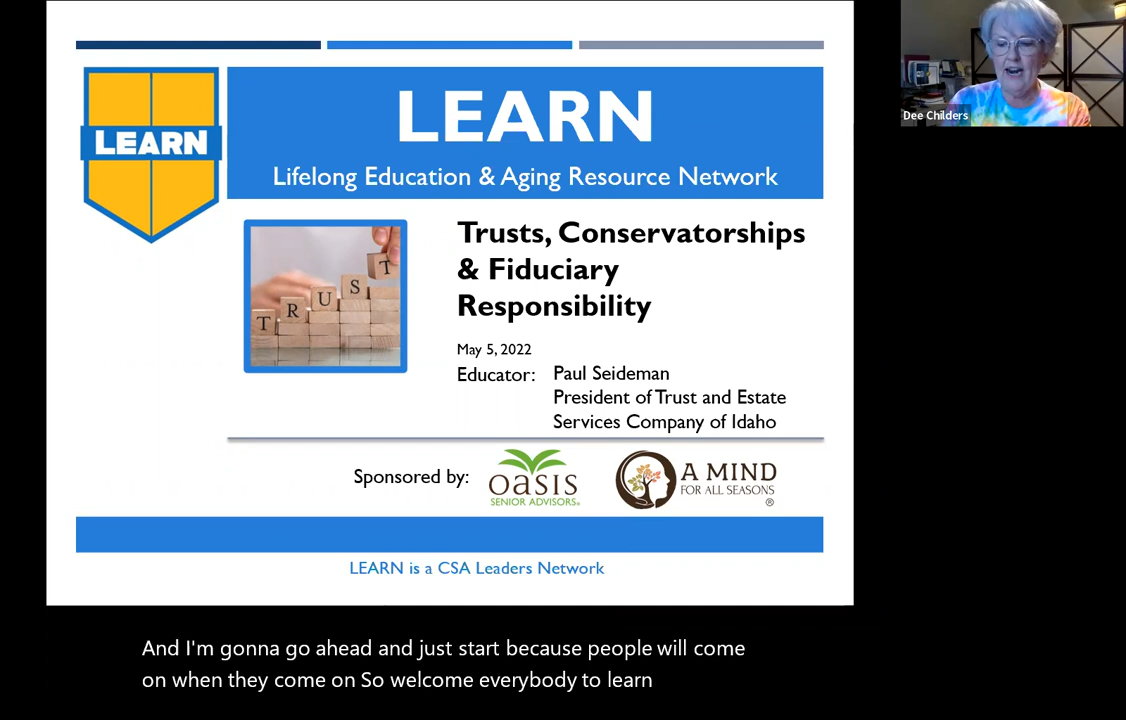 LEARN
LEARN
Lifelong Education & Aging Resource Network
T R U S T
Trusts, Conservatorships
& Fiduciary
Responsibility
May 5, 2022
Educator: Paul Seideman
President of Trust and Estate
Services Company of Idaho
Sponsored by:
oasis
SENIOR ADVISORS®
A MIND
FOR ALL SEASONS
®
LEARN is a CSA Leaders Network
Dee Childers
And I'm gonna go ahead and just start because people will come
on when they come on So welcome everybody to learn